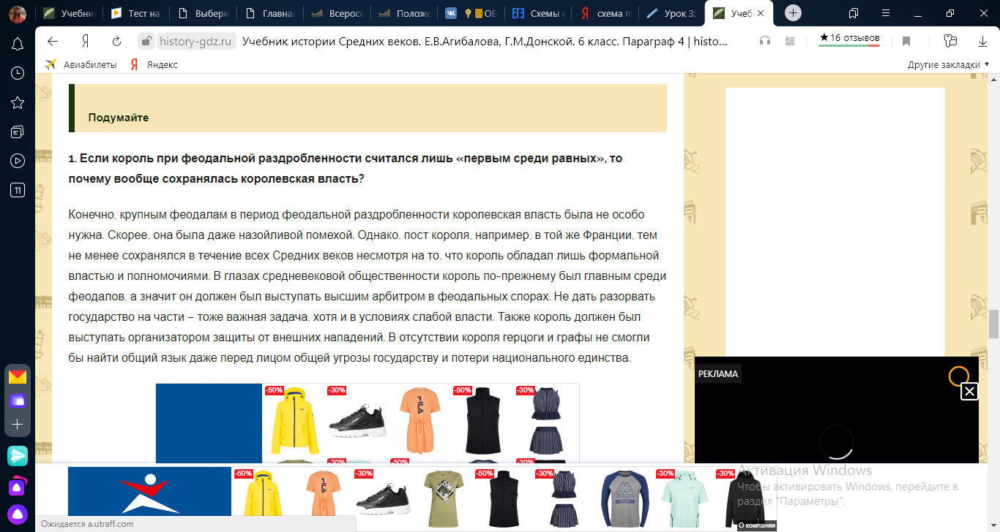 Учебни
Тест на
Выбери
Главна
Всерос
Положе
ОБ
ЕГЭ
Схемы и
схема п
Урок 3:
Учеб
history-gdz.ru
Учебник истории Средних веков. Е.В.Агибалова, Г.М.Донской. 6 класс. Параграф 4 | histo...
★ 16 отзывов
Авиабилеты
Яндекс
Другие закладки
11
Подумайте
1. Если король при феодальной раздробленности считался лишь «первым среди равных», то
почему вообще сохранялась королевская власть?
Конечно, крупным феодалам в период феодальной раздробленности королевская власть была не особо
нужна. Скорее, она была даже назойливой помехой. Однако, пост короля, например, в той же Франции, тем
не менее сохранялся в течение всех Средних веков несмотря на то, что король обладал лишь формальной
властью и полномочиями. В глазах средневековой общественности король по-прежнему был главным среди
феодалов, а значит он должен был выступать высшим арбитром в феодальных спорах. Не дать разорвать
государство на части – тоже важная задача, хотя и в условиях слабой власти. Также король должен был
выступать организатором защиты от внешних нападений. В отсутствии короля герцоги и графы не смогли
бы найти общий язык даже перед лицом общей угрозы государству и потери национального единства.
РЕКЛАМА
-50%
-30%
FILA
-50%
-30%
-30%
-50%
-30%
-50%
-30%
-30%
-50%
-30%
Kappa
-30%
-30%
Активация Windows
Чтобы активировать Windows, перейдите в
раздел "Параметры".
О компании
Ожидается a.utraff.com